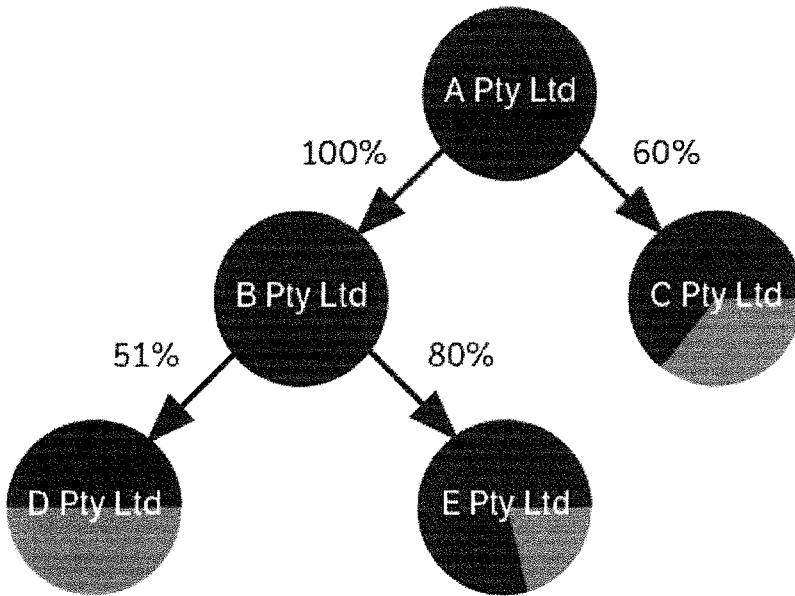 A Pty Ltd
100%
60%
B Pty Ltd
C Pty Ltd
51%
80%
D Pty Ltd
E Pty Ltd